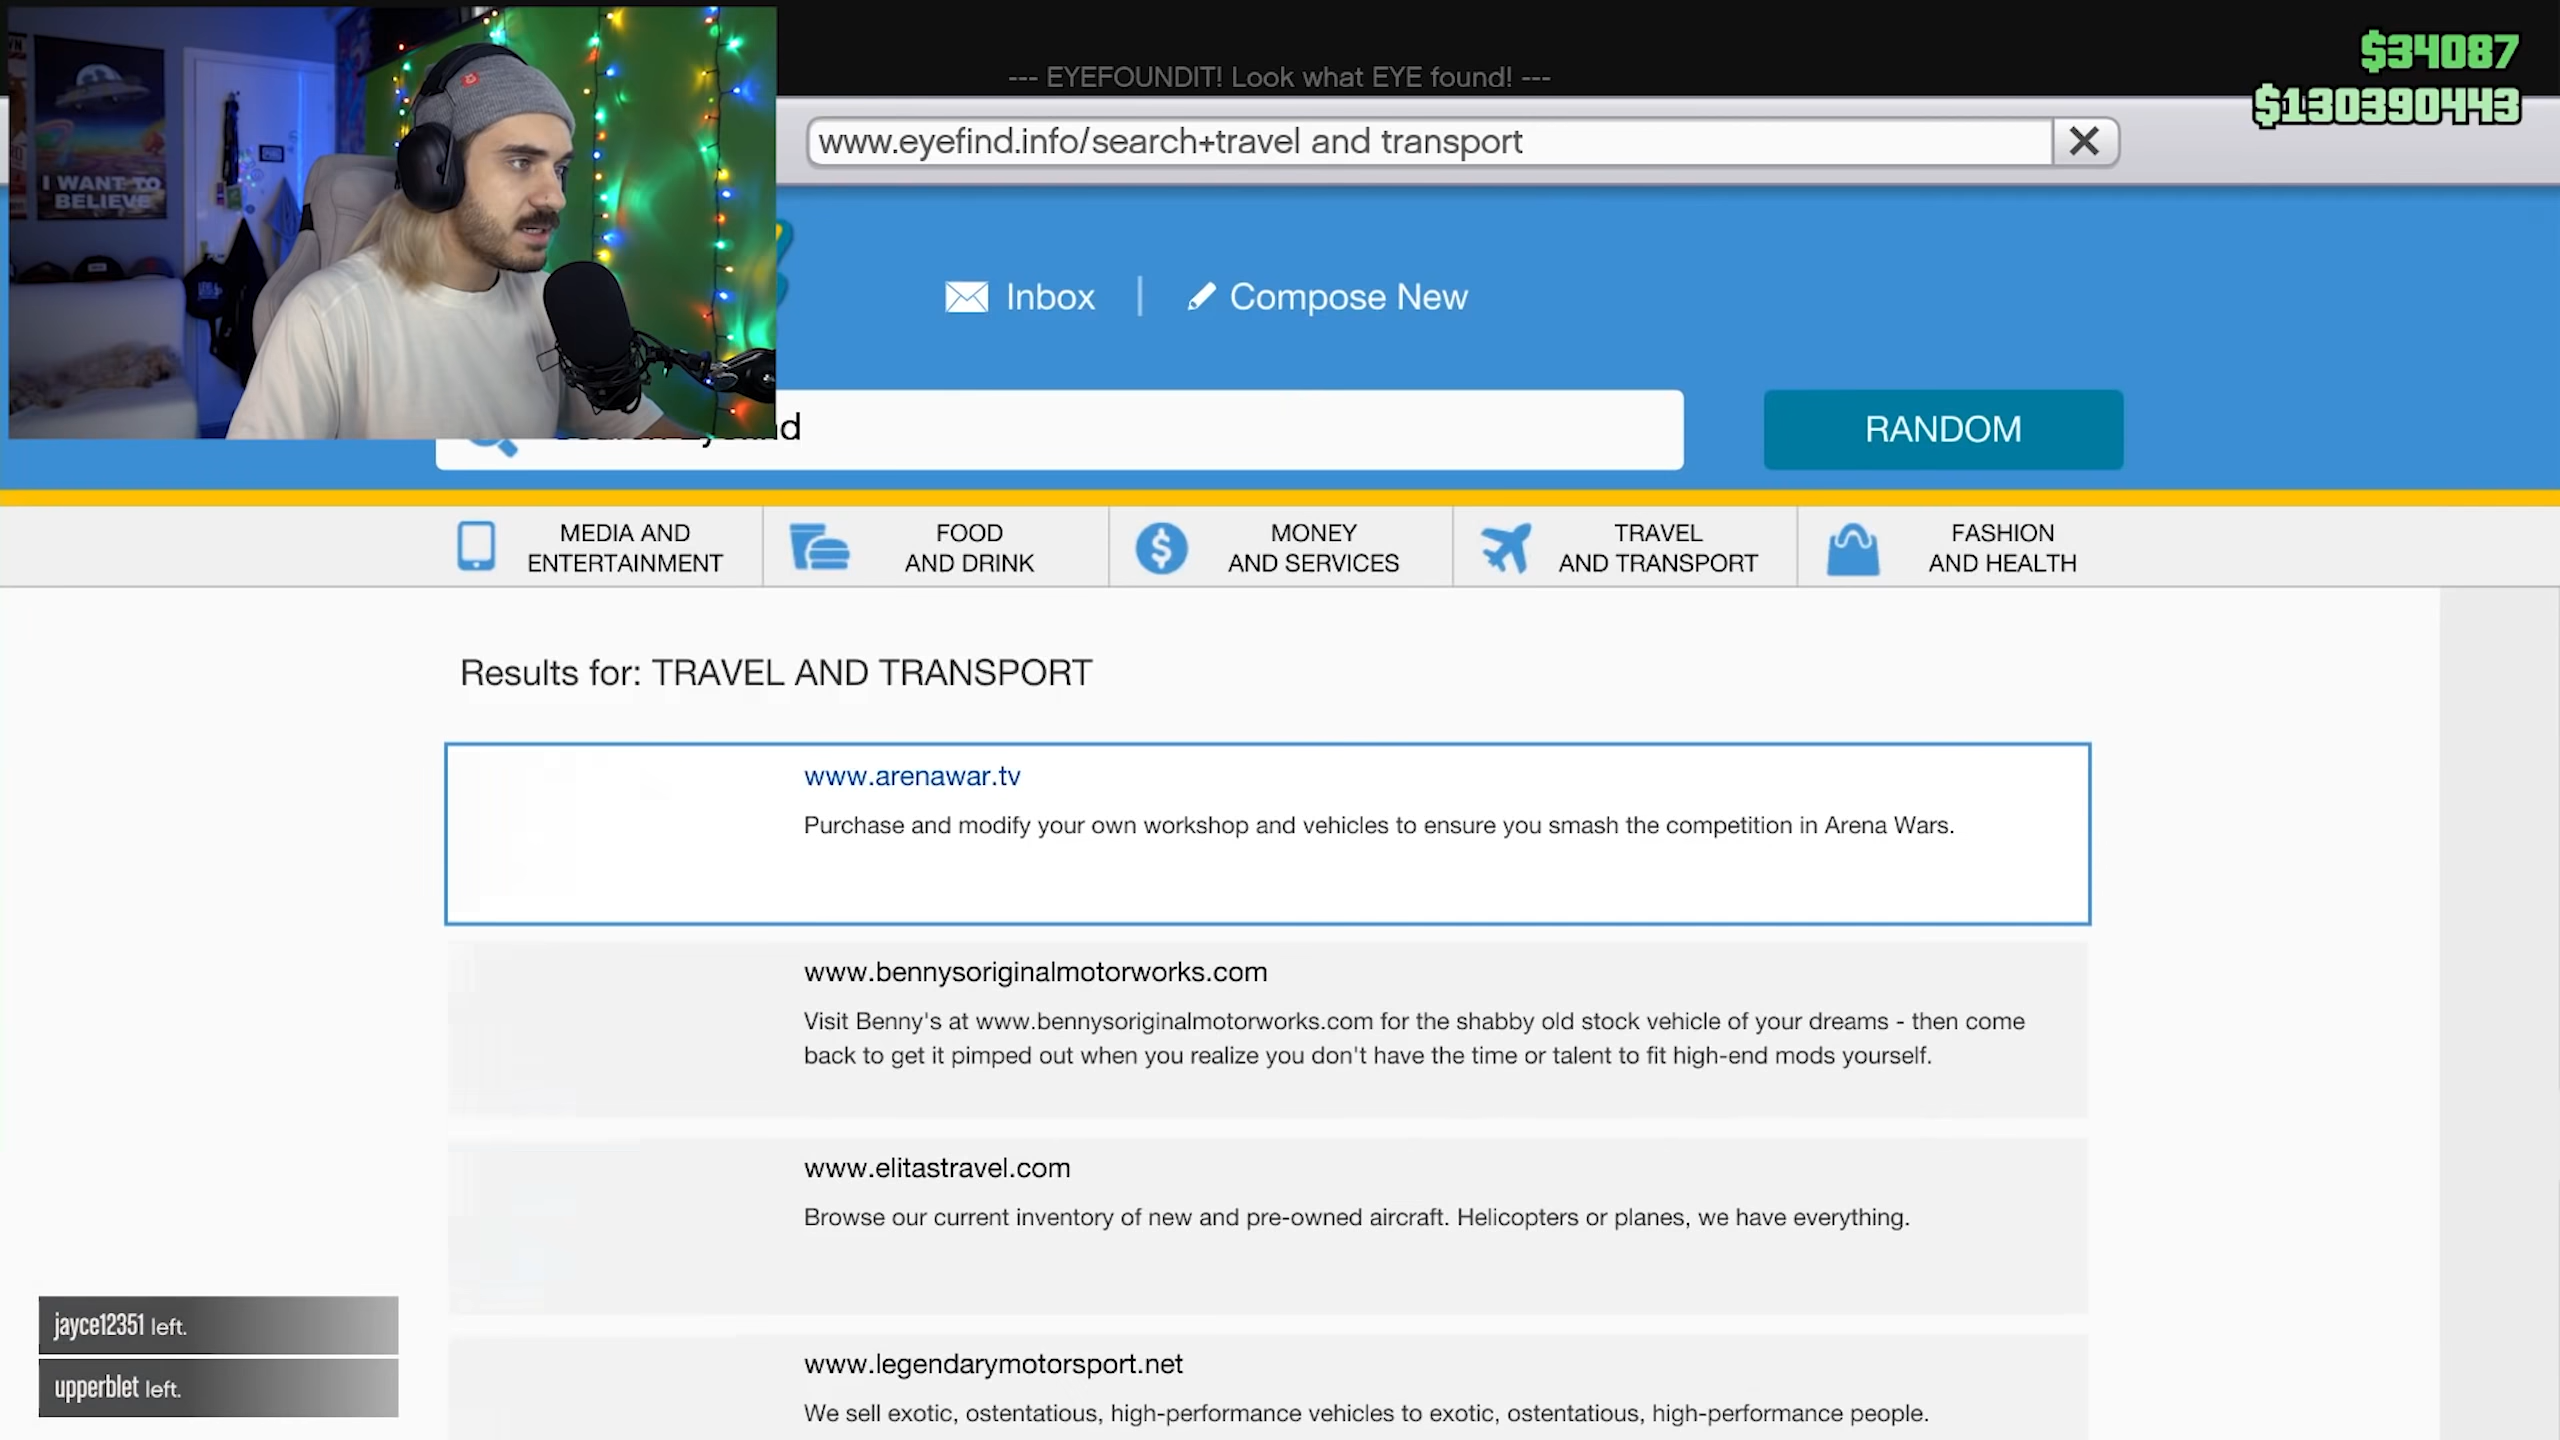 --- EYEFOUNDIT! Look what EYE found! ---
$34087
$130390443
www.eyefind.info/search+travel and transport
I WANT TO
BELIEVE
Inbox
Compose New
RANDOM
MEDIA AND
ENTERTAINMENT
FOOD
AND DRINK
MONEY
AND SERVICES
TRAVEL
AND TRANSPORT
FASHION
AND HEALTH
Results for: TRAVEL AND TRANSPORT
www.arenawar.tv
Purchase and modify your own workshop and vehicles to ensure you smash the competition in Arena Wars.
www.bennysoriginalmotorworks.com
Visit Benny's at www.bennysoriginalmotorworks.com for the shabby old stock vehicle of your dreams - then come
back to get it pimped out when you realize you don't have the time or talent to fit high-end mods yourself.
www.elitastravel.com
Browse our current inventory of new and pre-owned aircraft. Helicopters or planes, we have everything.
www.legendarymotorsport.net
We sell exotic, ostentatious, high-performance vehicles to exotic, ostentatious, high-performance people.
jayce12351 left.
upperblet left.